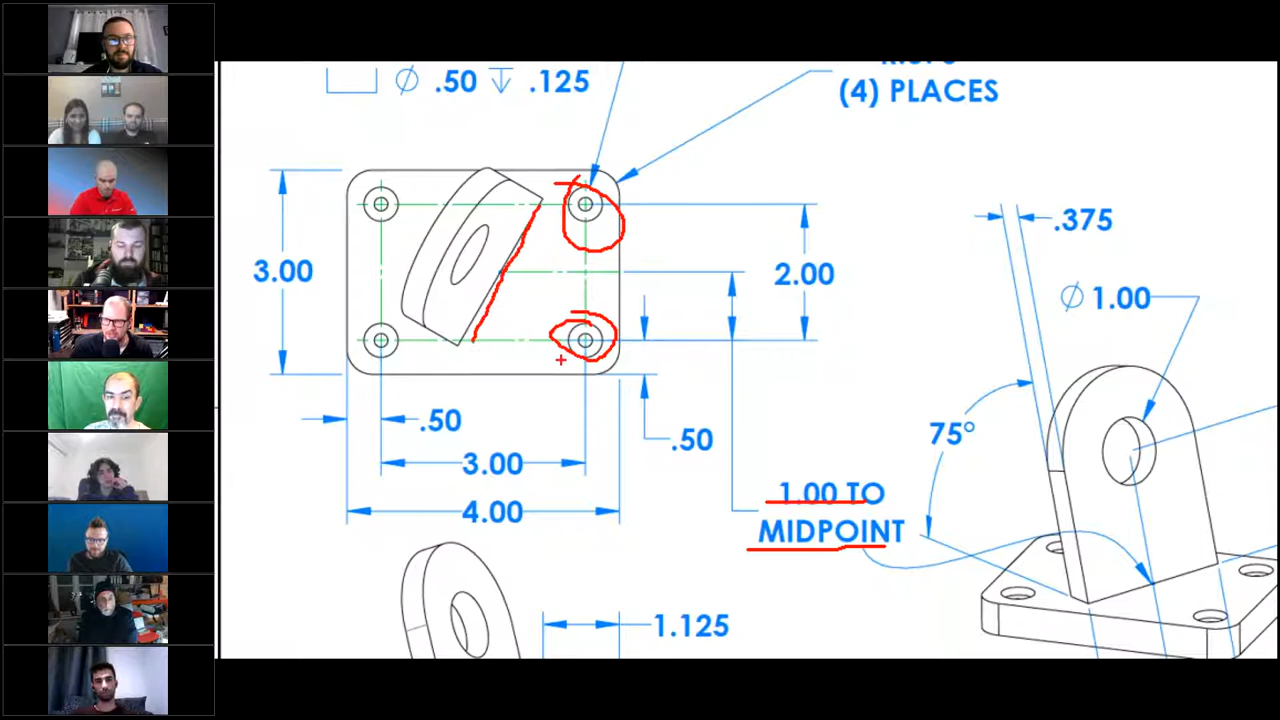 ⌀ .50 ↧ .125
(4) PLACES
3.00
2.00
.375
⌀ 1.00
.50
75°
.50
3.00
1.00 TO
4.00
MIDPOINT
1.125